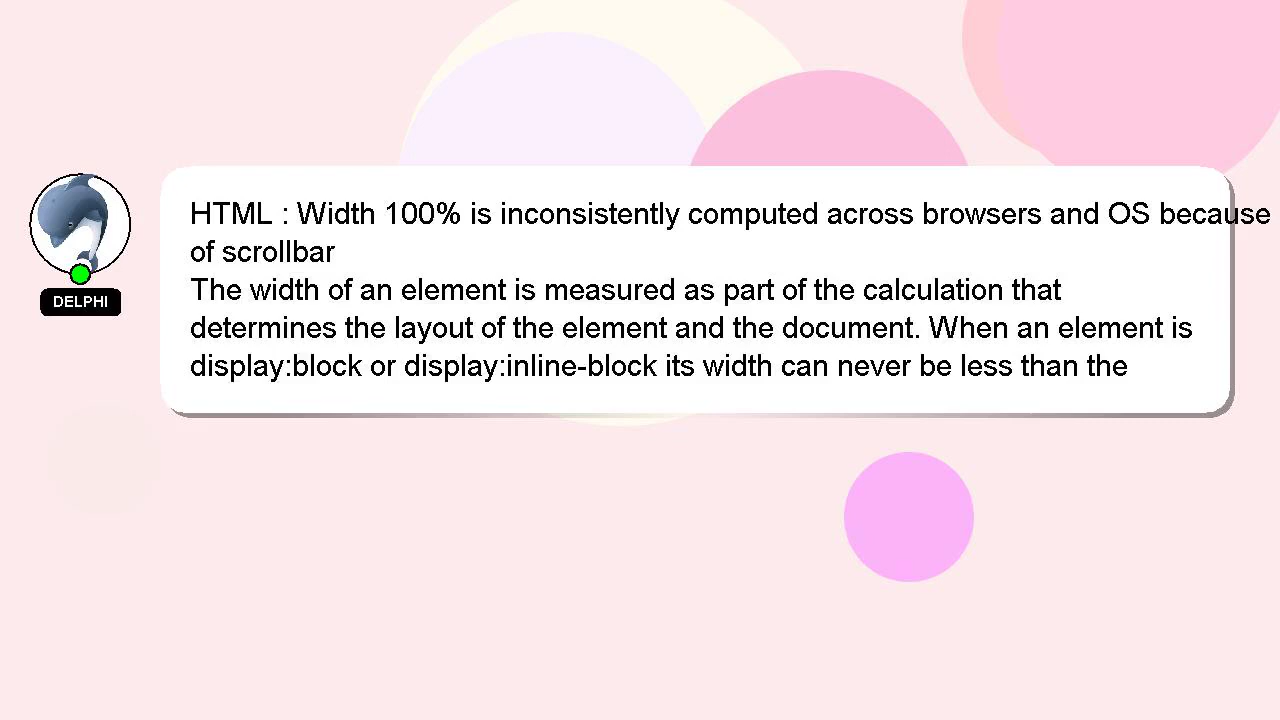 HTML : Width 100% is inconsistently computed across browsers and OS because
of scrollbar
The width of an element is measured as part of the calculation that
determines the layout of the element and the document. When an element is
display:block or display:inline-block its width can never be less than the
DELPHI